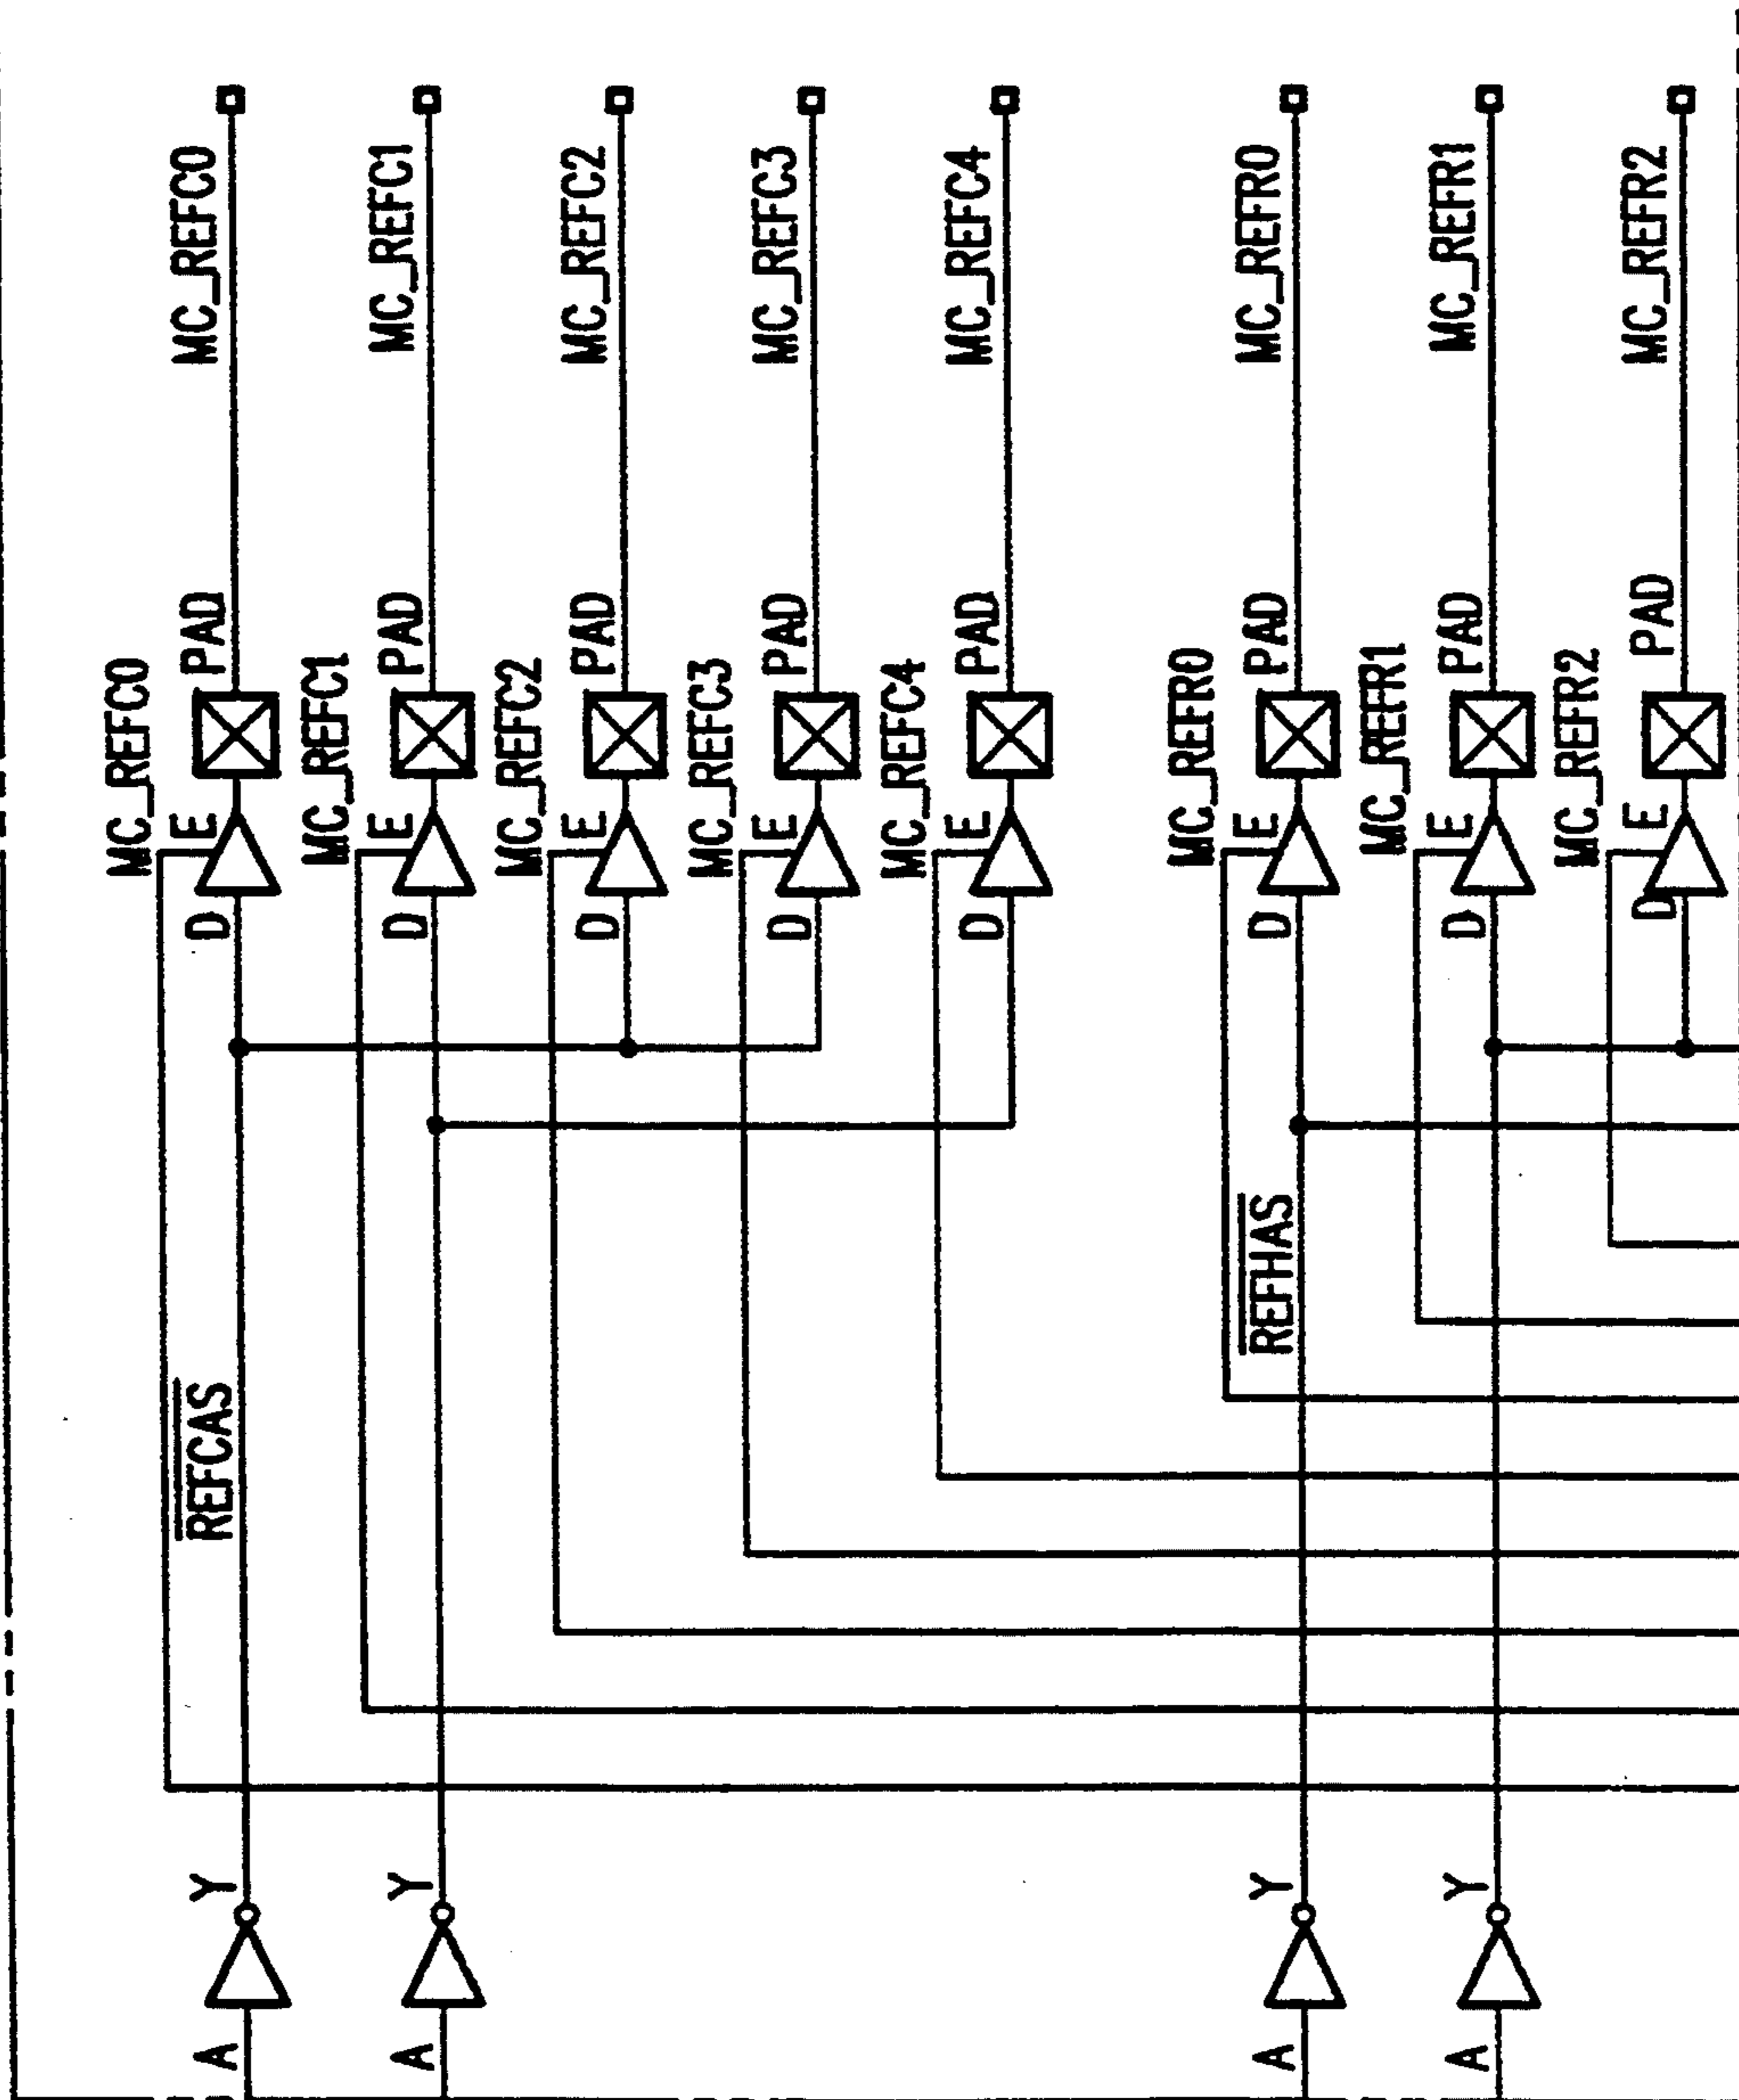 MC_REFC0
MC_REFC1
MC_REFC2
MC_REFC3
MC_REFC4
MC_REFR0
MC_REFR1
MC_REFR2
MC_REFC0 PAD
MC_REFC1 PAD
MC_REFC2 PAD
MC_REFC3 PAD
MC_REFC4 PAD
MC_REFR0 PAD
MC_REFR1 PAD
MC_REFR2 PAD
D E
D E
D E
D E
D E
D E
D E
D E
REFCAS
REFHAS
A Y
A Y
A Y
A Y